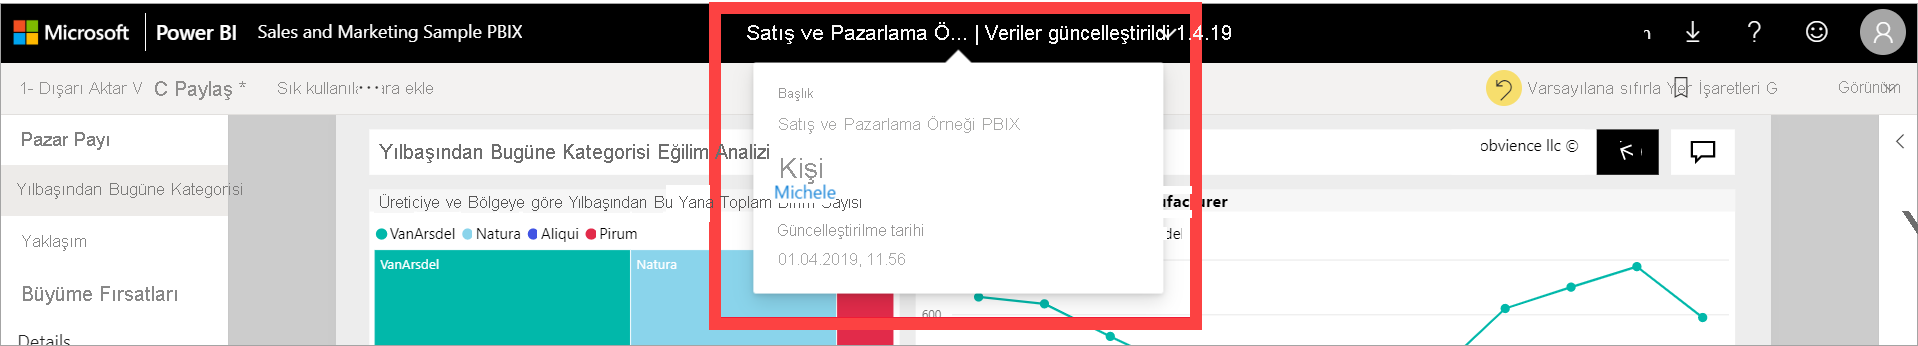 Microsoft Power BI Sales and Marketing Sample PBIX Satış ve Pazarlama Ö... | Veriler güncelleştirildi 1.4.19 ?
1- Dışarı Aktar V C Paylaş * Sık ekle Varsayılana sıfırla Yer İşaretleri G Görünüm
Pazar Payı
Yılbaşından Bugüne Kategorisi
Yaklaşım
Büyüme Fırsatları
Details
Yılbaşından Bugüne Kategorisi Eğilim Analizi
obvience llc ©
Üreticiye ve Bölgeye göre Yılbaşından Bu Yana Toplam Birim Sayısı
ufacturer
VanArsdel Natura Aliqui Pirum
del
VanArsdel Natura
600
Başlık
Satış ve Pazarlama Örneği PBIX
Kişi
Michele
Güncelleştirilme tarihi
01.04.2019, 11.56